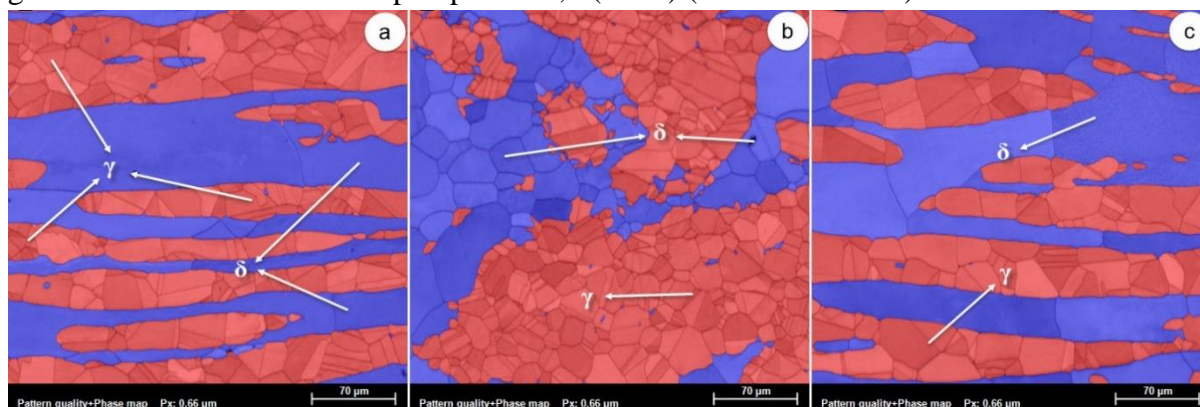 a
γ
δ
70 μm
Pattern quality+Phase map Px: 0.66 μm
b
δ
γ
70 μm
Pattern quality+Phase map Px: 0.66 μm
c
δ
γ
70 μm
Pattern quality+Phase map Px: 0.66 μm